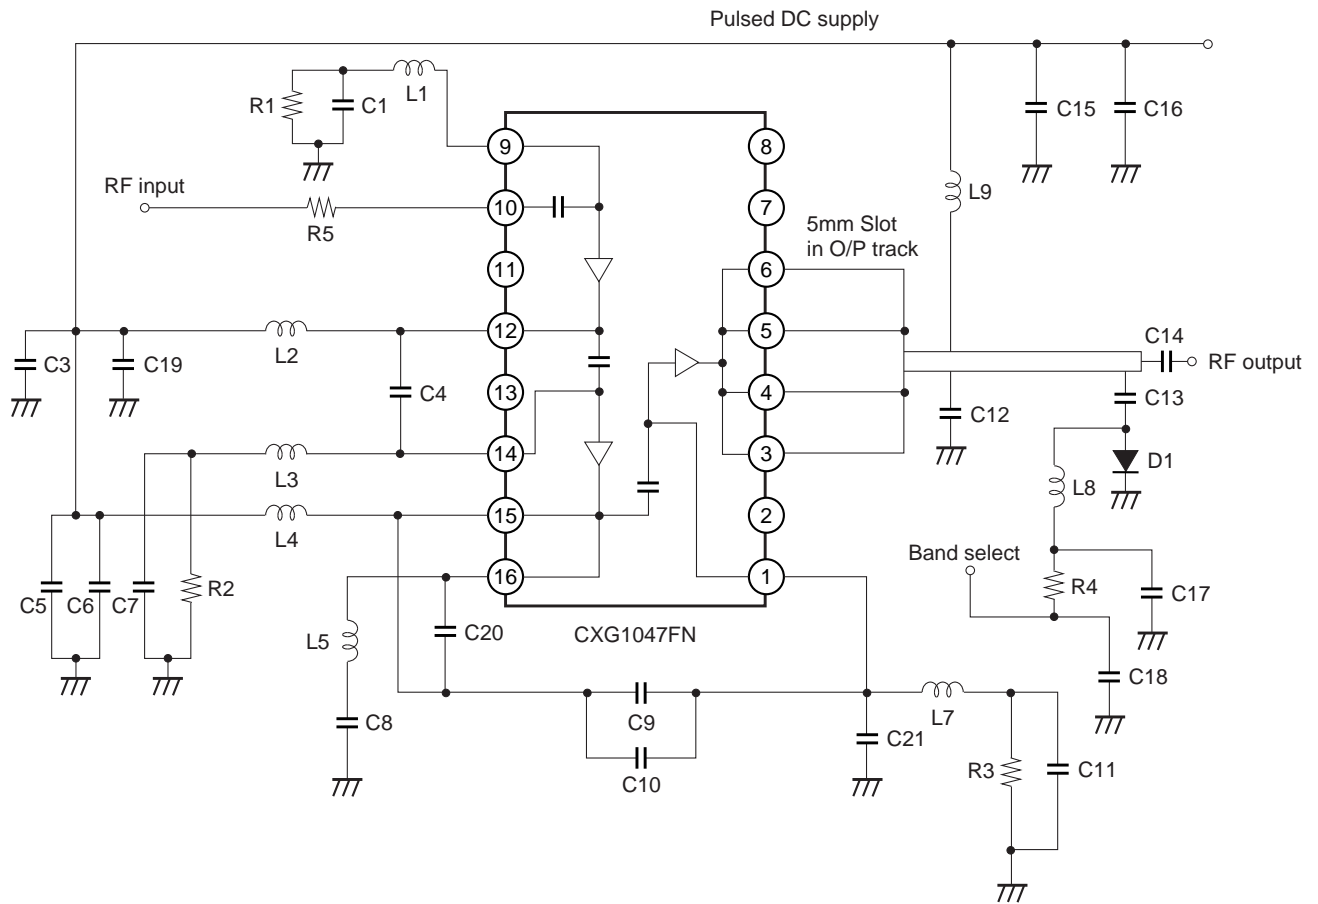 Pulsed DC supply
R1
C1
L1
C15
C16
9
8
RF input
L9
10
7
R5
5mm Slot
in O/P track
11
6
12
5
C14
RF output
C3
C19
L2
C4
13
4
C13
C12
14
3
D1
L3
L8
15
2
L4
Band select
16
1
R4
C17
C5
C6
C7
R2
L5
C20
CXG1047FN
C18
C8
C9
L7
C21
C10
R3
C11